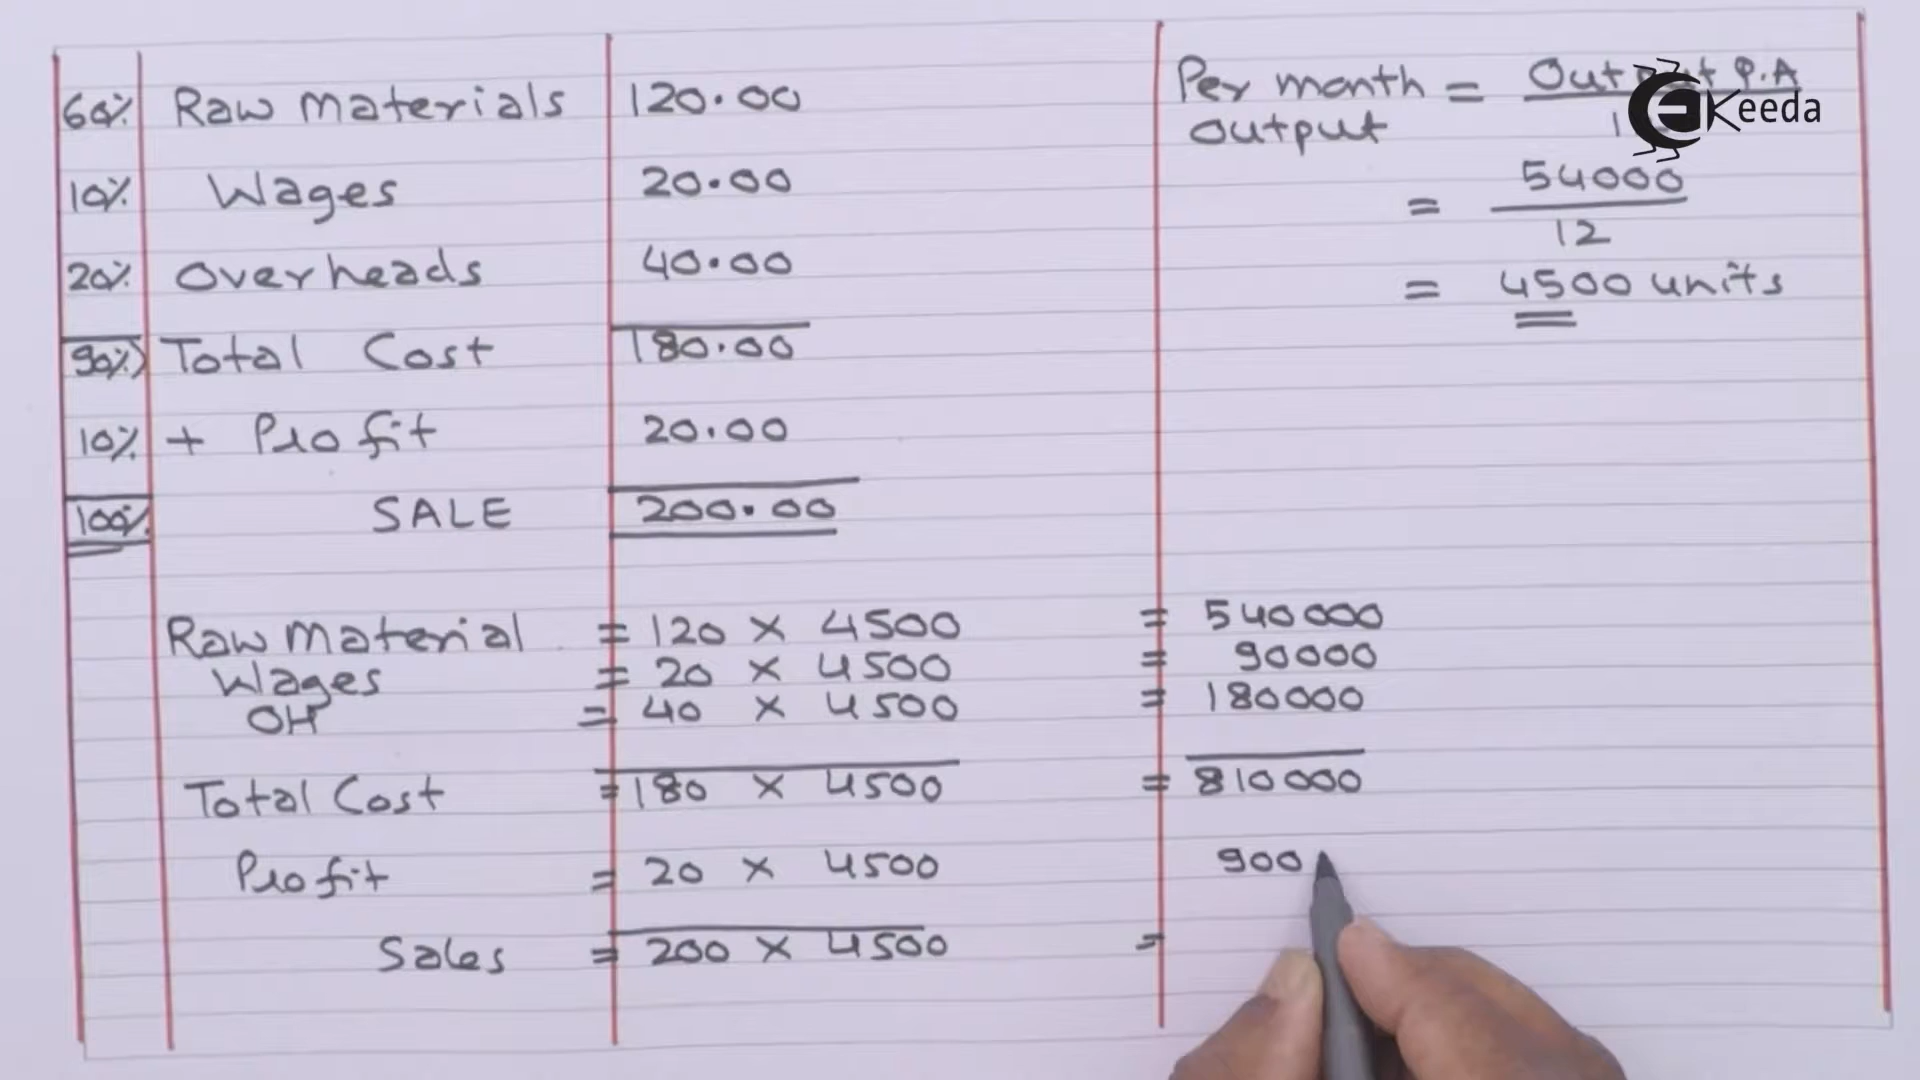 60% Raw Materials 120.00
10% Wages 20.00
20% Overheads 40.00
90% Total Cost 180.00
10% + Profit 20.00
100% SALE 200.00
Per month output = P.A
= 54000
12
= 4500 units
Keeda
Raw Material = 120 × 4500 = 540000
Wages = 20 × 4500 = 90000
OH = 40 × 4500 = 180000
Total Cost = 180 × 4500 = 810000
Profit = 20 × 4500 900
Sales = 200 × 4500 =